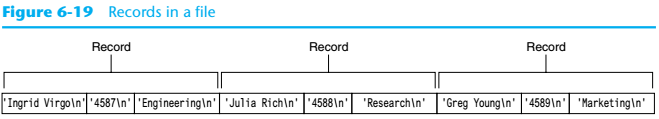 Figure 6-19 Records in a file
Record Record Record
'Ingrid Virgo\n' '4587\n' 'Engineering\n' 'Julia Rich\n' '4588\n' 'Research\n' 'Greg Young\n' '4589\n' 'Marketing\n'